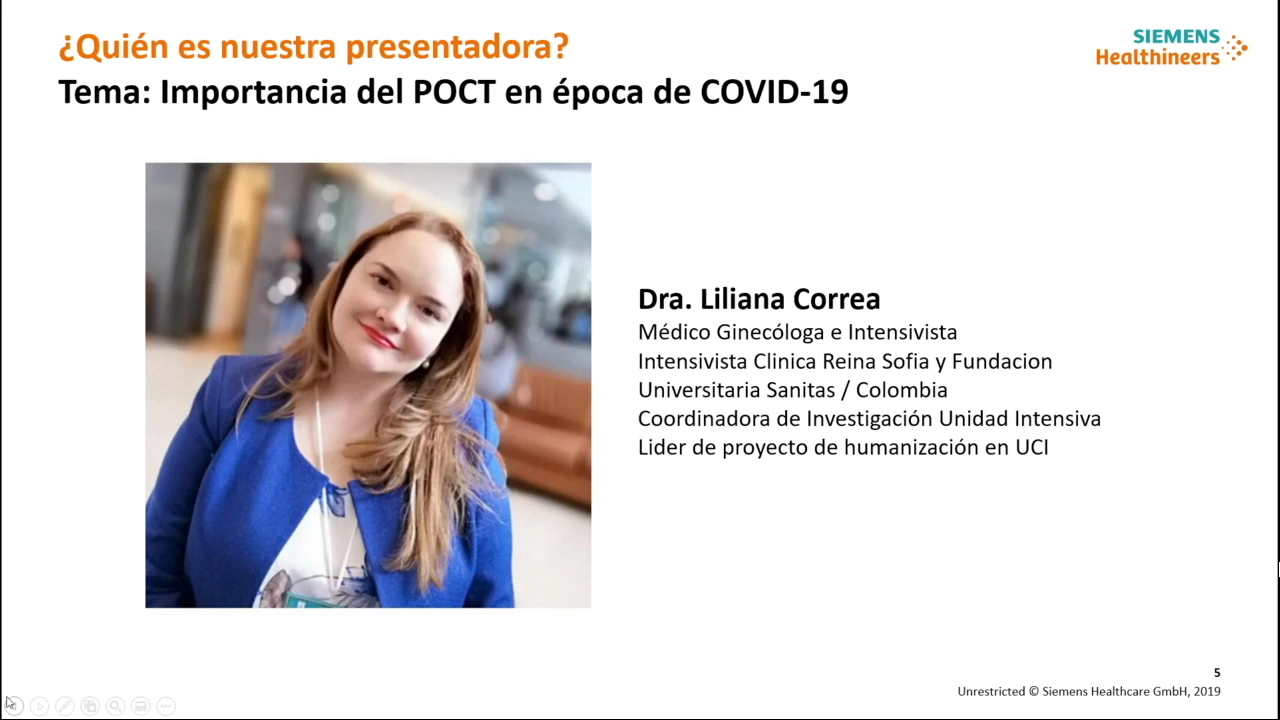 ¿Quién es nuestra presentadora?
SIEMENS
Healthineers
Tema: Importancia del POCT en época de COVID-19
Dra. Liliana Correa
Médico Ginecóloga e Intensivista
Intensivista Clinica Reina Sofia y Fundacion
Universitaria Sanitas / Colombia
Coordinadora de Investigación Unidad Intensiva
Lider de proyecto de humanización en UCI
5
Unrestricted © Siemens Healthcare GmbH, 2019